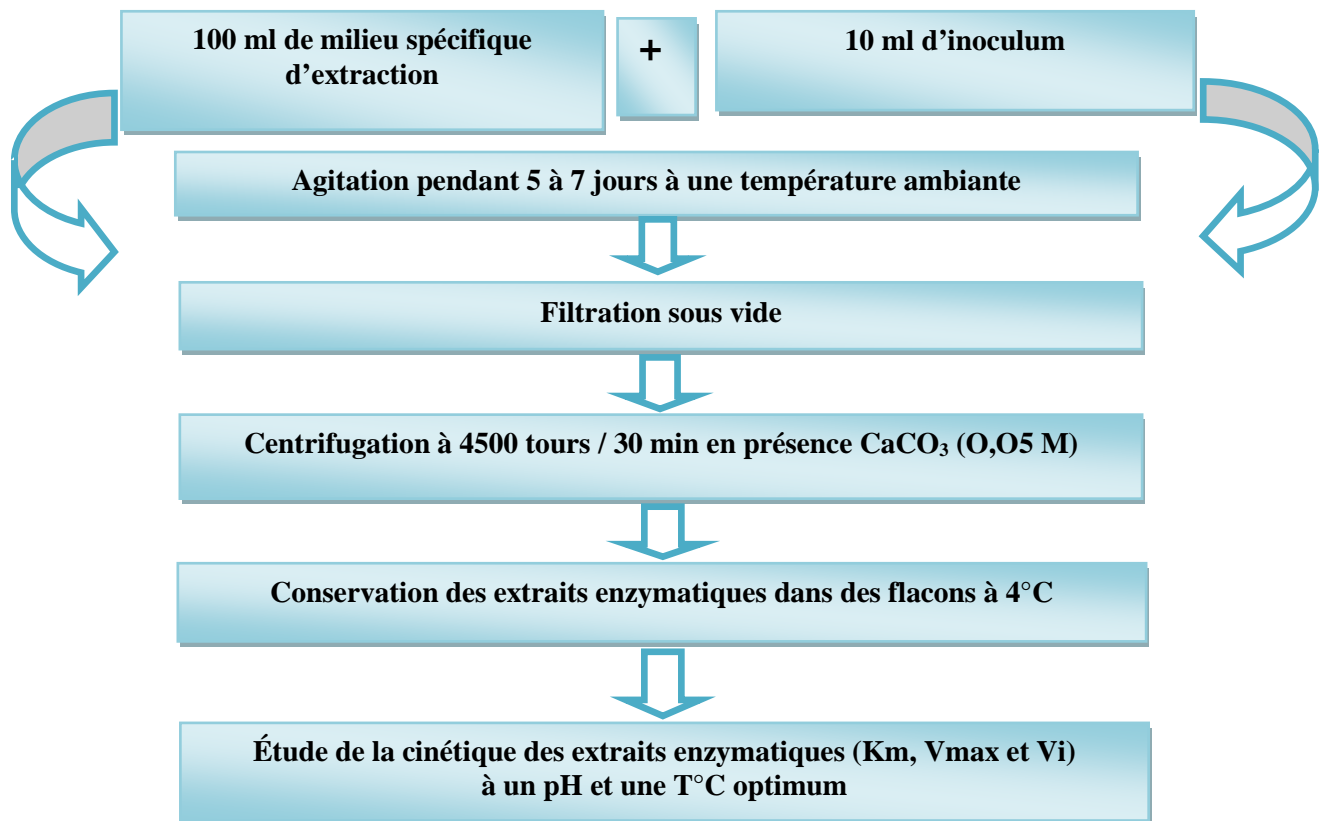 100 ml de milieu spécifique
d’extraction
+
10 ml d’inoculum
Agitation pendant 5 à 7 jours à une température ambiante
Filtration sous vide
Centrifugation à 4500 tours / 30 min en présence CaCO₃ (O,O5 M)
Conservation des extraits enzymatiques dans des flacons à 4°C
Étude de la cinétique des extraits enzymatiques (Km, Vmax et Vi)
à un pH et une T°C optimum